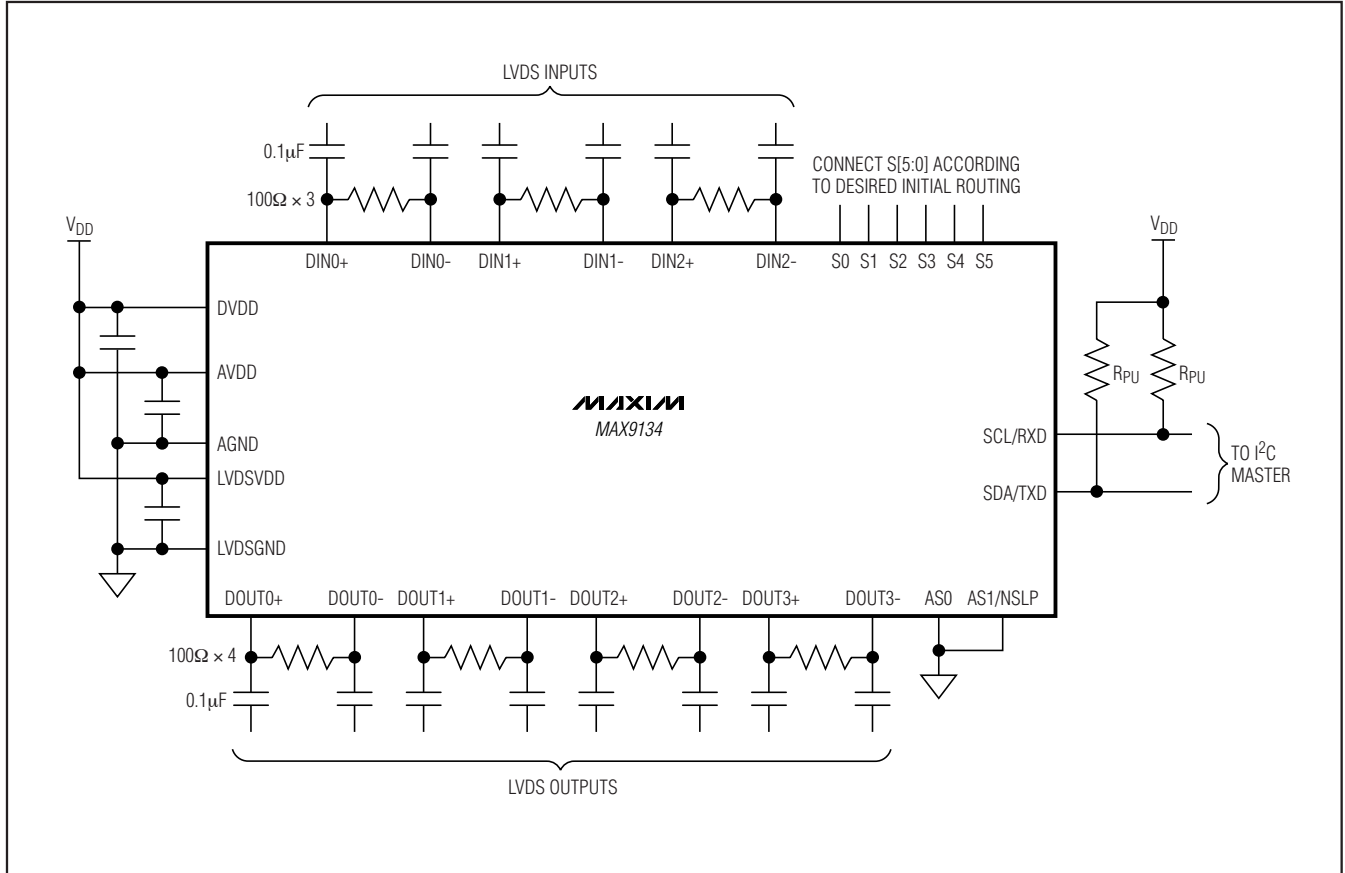 LVDS INPUTS
0.1µF
CONNECT S[5:0] ACCORDING
TO DESIRED INITIAL ROUTING
100Ω × 3
VDD
VDD
DIN0+ DIN0- DIN1+ DIN1- DIN2+ DIN2- S0 S1 S2 S3 S4 S5
DVDD
AVDD
RPU RPU
MAXIM
MAX9134
AGND
SCL/RXD
TO I2C
MASTER
LVDSVDD
SDA/TXD
LVDSGND
DOUT0+ DOUT0- DOUT1+ DOUT1- DOUT2+ DOUT2- DOUT3+ DOUT3- AS0 AS1/NSLP
100Ω × 4
0.1µF
LVDS OUTPUTS